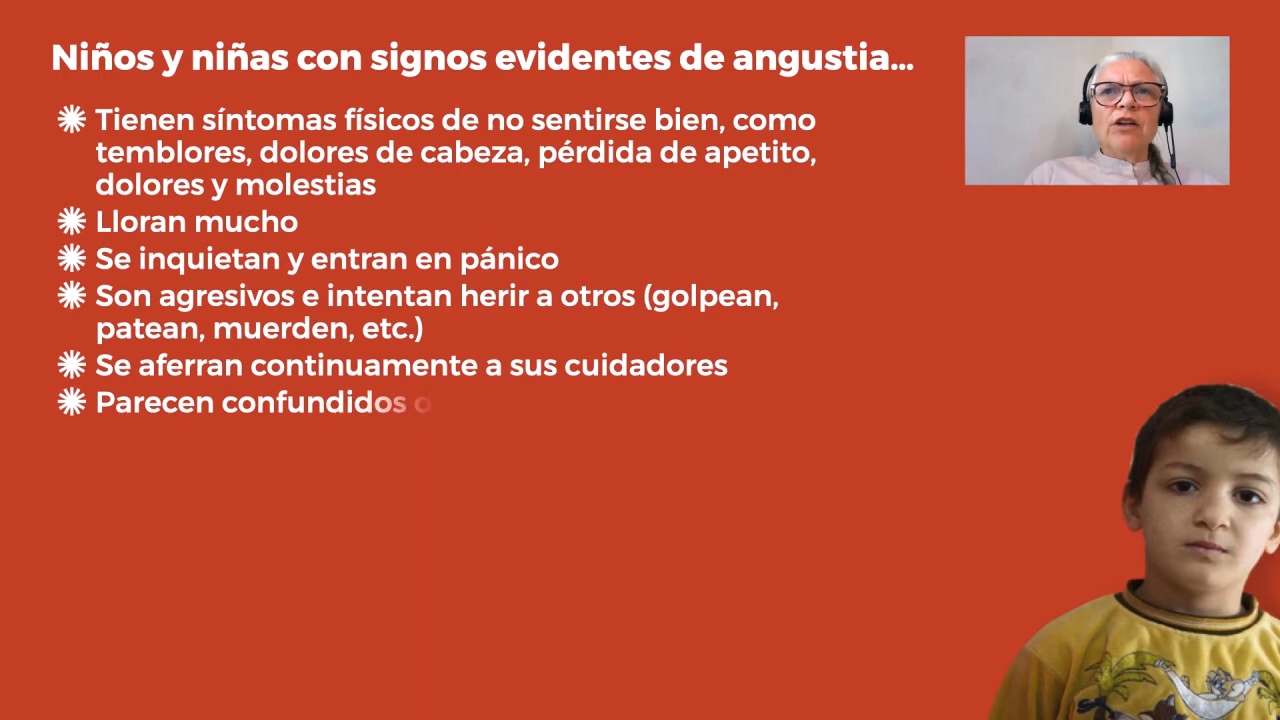 Niños y niñas con signos evidentes de angustia...
Tienen síntomas físicos de no sentirse bien, como
temblores, dolores de cabeza, pérdida de apetito,
dolores y molestias
Lloran mucho
Se inquietan y entran en pánico
Son agresivos e intentan herir a otros (golpean,
patean, muerden, etc.)
Se aferran continuamente a sus cuidadores
Parecen confundidos